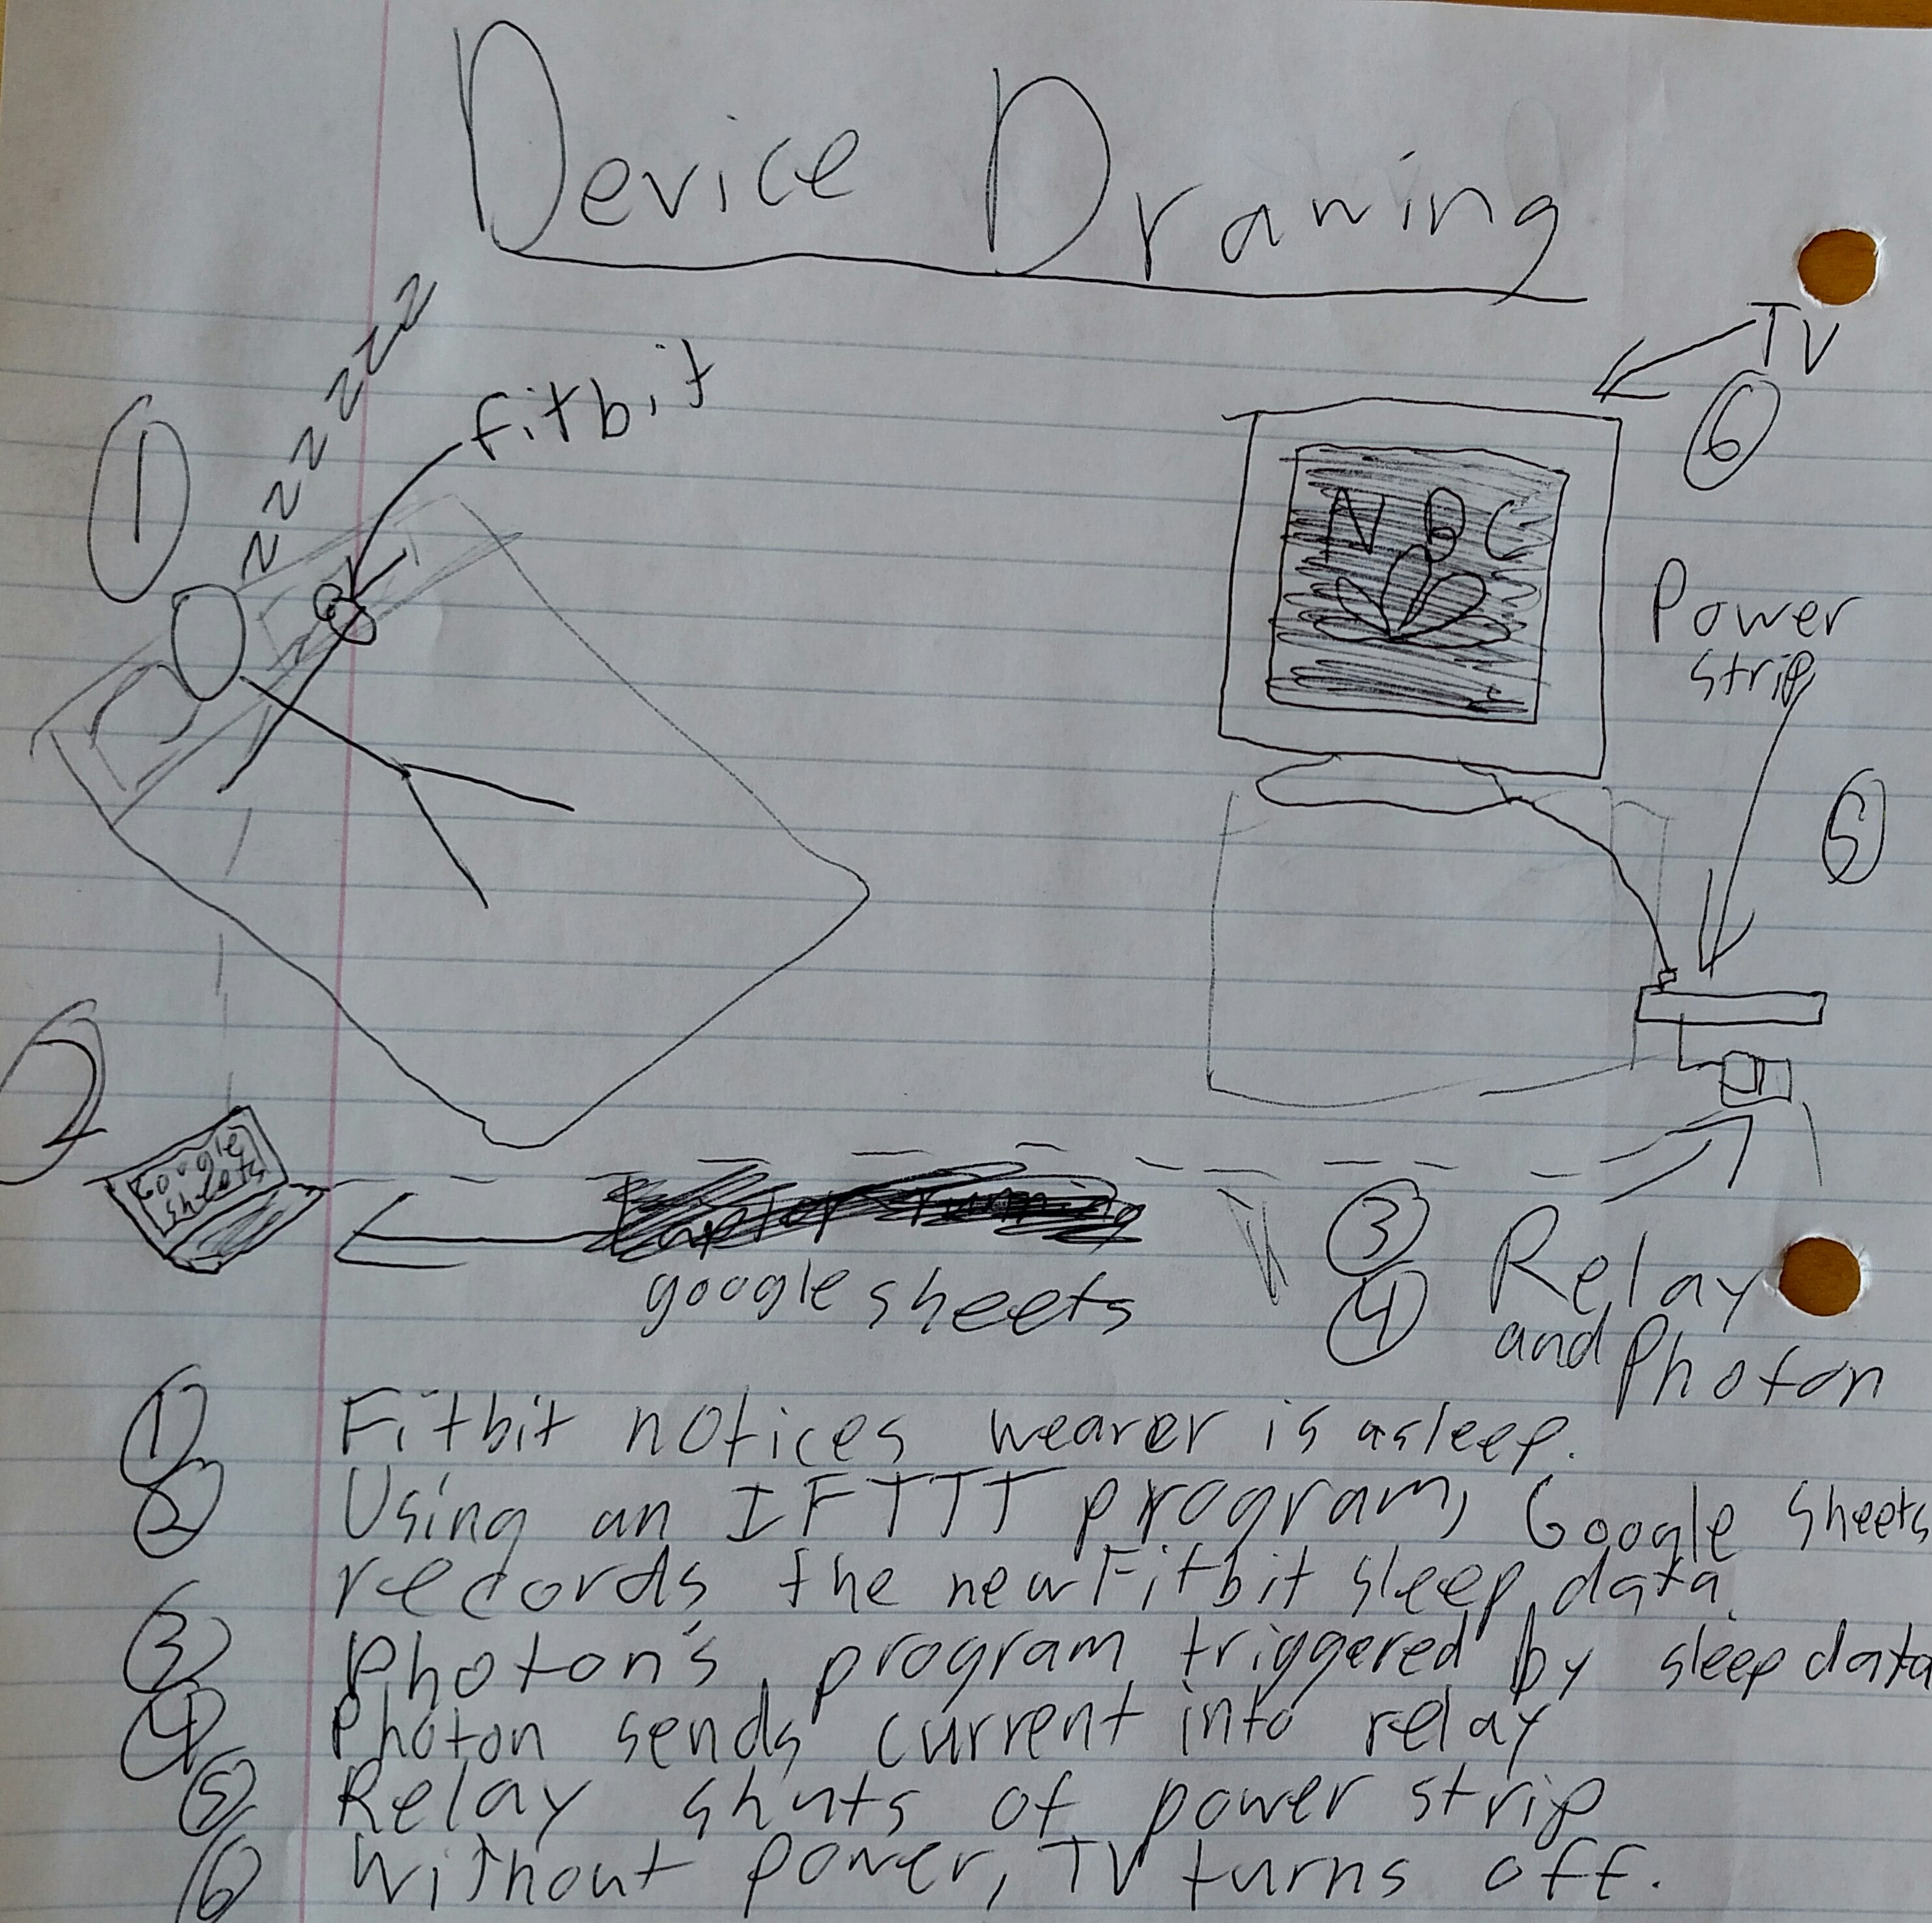 Device Drawing
zzzzzzz
fitbit
TV
1
6
NBC
Power
strip
5
2
Google
sheets
Laptop running
google sheets
3
4
Relay
and Photon
1 Fitbit notices wearer is asleep.
2 Using an IFTTT program, Google Sheets
records the new Fitbit sleep data.
3 Photon's program triggered by sleep data
4 Photon sends current into relay
5 Relay shuts of power strip
6 Without power, TV turns off.